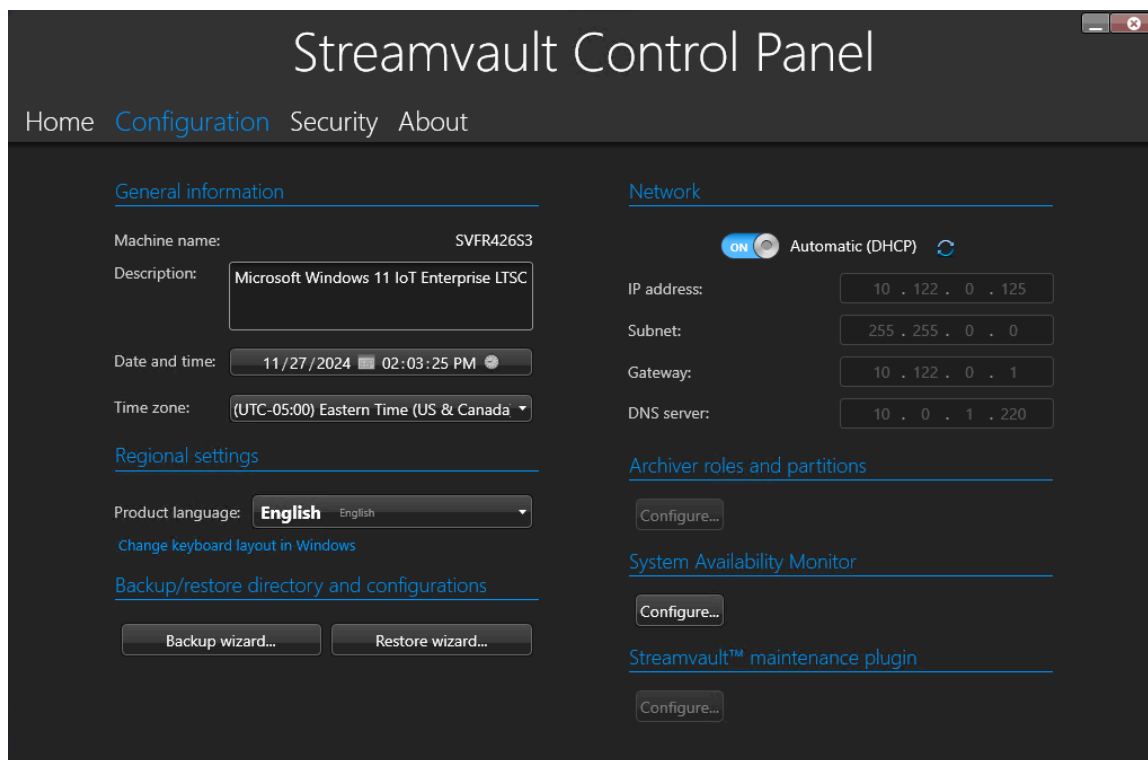 Streamvault Control Panel
Home Configuration Security About
General information
Machine name: SVFR426S3
Description: Microsoft Windows 11 IoT Enterprise LTSC
Date and time: 11/27/2024 02:03:25 PM
Time zone: (UTC-05:00) Eastern Time (US & Canada
Regional settings
Product language: English English
Change keyboard layout in Windows
Backup/restore directory and configurations
Backup wizard... Restore wizard...
Network
ON Automatic (DHCP)
IP address: 10 . 122 . 0 . 125
Subnet: 255 . 255 . 0 . 0
Gateway: 10 . 122 . 0 . 1
DNS server: 10 . 0 . 1 . 220
Archiver roles and partitions
Configure...
System Availability Monitor
Configure...
Streamvault™ maintenance plugin
Configure...